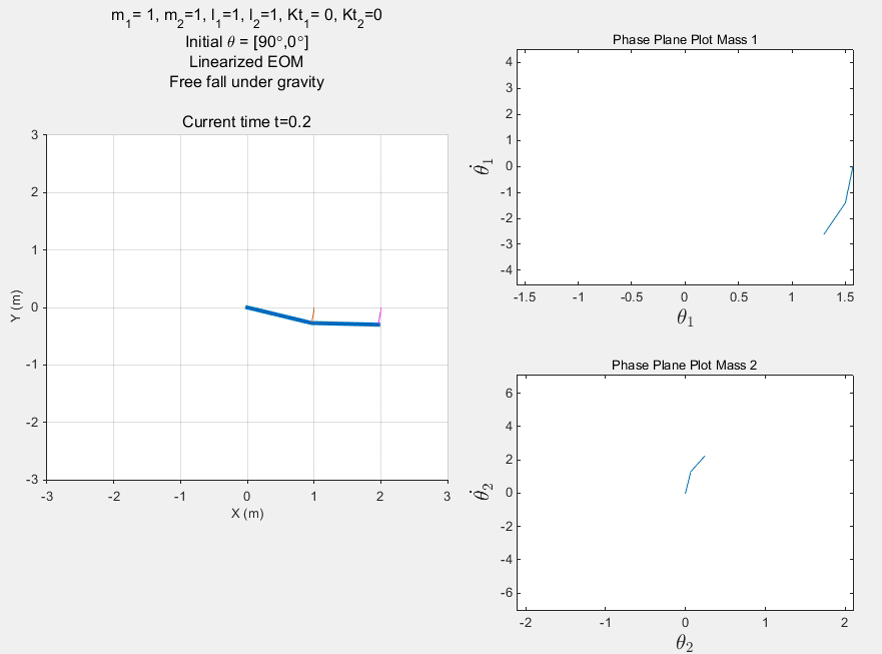 m₁= 1, m₂=1, l₁=1, l₂=1, Kt₁= 0, Kt₂=0
Initial θ = [90°,0°]
Linearized EOM
Free fall under gravity
Current time t=0.2
3
2
1
0
-1
-2
-3
Y (m)
-3 -2 -1 0 1 2 3
X (m)
Phase Plane Plot Mass 1
4
3
2
1
0
-1
-2
-3
-4
θ̇₁
-1.5 -1 -0.5 0 0.5 1 1.5
θ₁
Phase Plane Plot Mass 2
6
4
2
0
-2
-4
-6
θ̇₂
-2 -1 0 1 2
θ₂